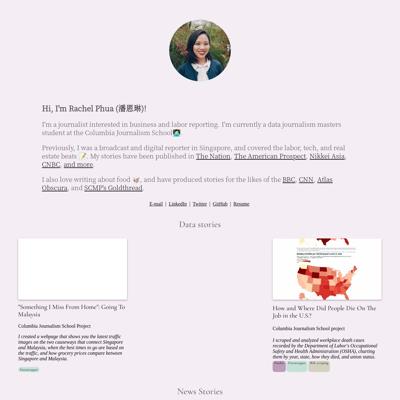 Hi, I'm Rachel Phua (潘恩琳)!
I'm a journalist interested in business and labor reporting. I'm currently a data journalism masters
student at the Columbia Journalism School
Previously, I was a broadcast and digital reporter in Singapore, and covered the labor, tech, and real
estate beats 📝. My stories have been published in The Nation, The American Prospect, Nikkei Asia,
CNBC, and more.
I also love writing about food 🥡, and have produced stories for the likes of the BBC, CNN, Atlas
Obscura, and SCMP's Goldthread.
E-mail | LinkedIn | Twitter | GitHub | Resume
Data stories
"Something I Miss From Home": Going To
Malaysia
Columbia Journalism School Project
I created a webpage that shows you the latest traffic
images on the two causeways that connect Singapore
and Malaysia, when the best times to go are based on
the traffic, and how grocery prices compare between
Singapore and Malaysia.
How and Where Did People Die On The
Job in the U.S.?
Columbia Journalism School project
I scraped and analyzed workplace death cases
recorded by the Department of Labor's Occupational
Safety and Health Administration (OSHA), charting
them by year, state, how they died, and union status.
News Stories